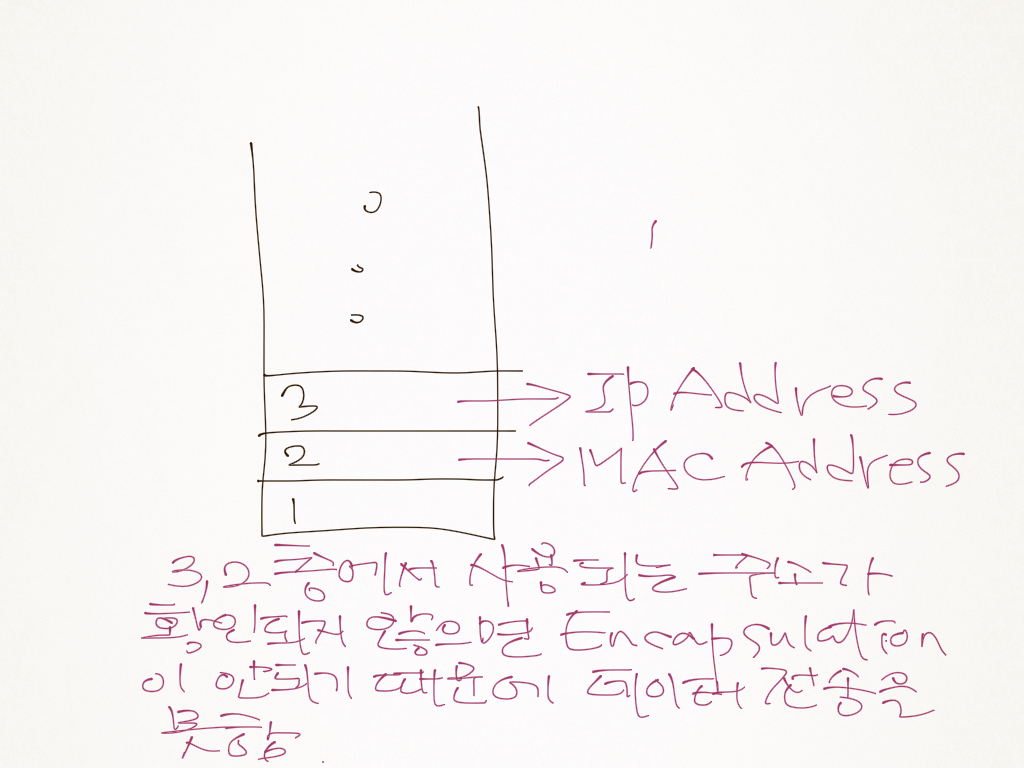 3
Ip Address
2
MAC Address
1
3,2 층에서 사용되는 주소가
확인되지 않으면 Encapsulation
이 안되기 때문에 데이터 전송을
못함.